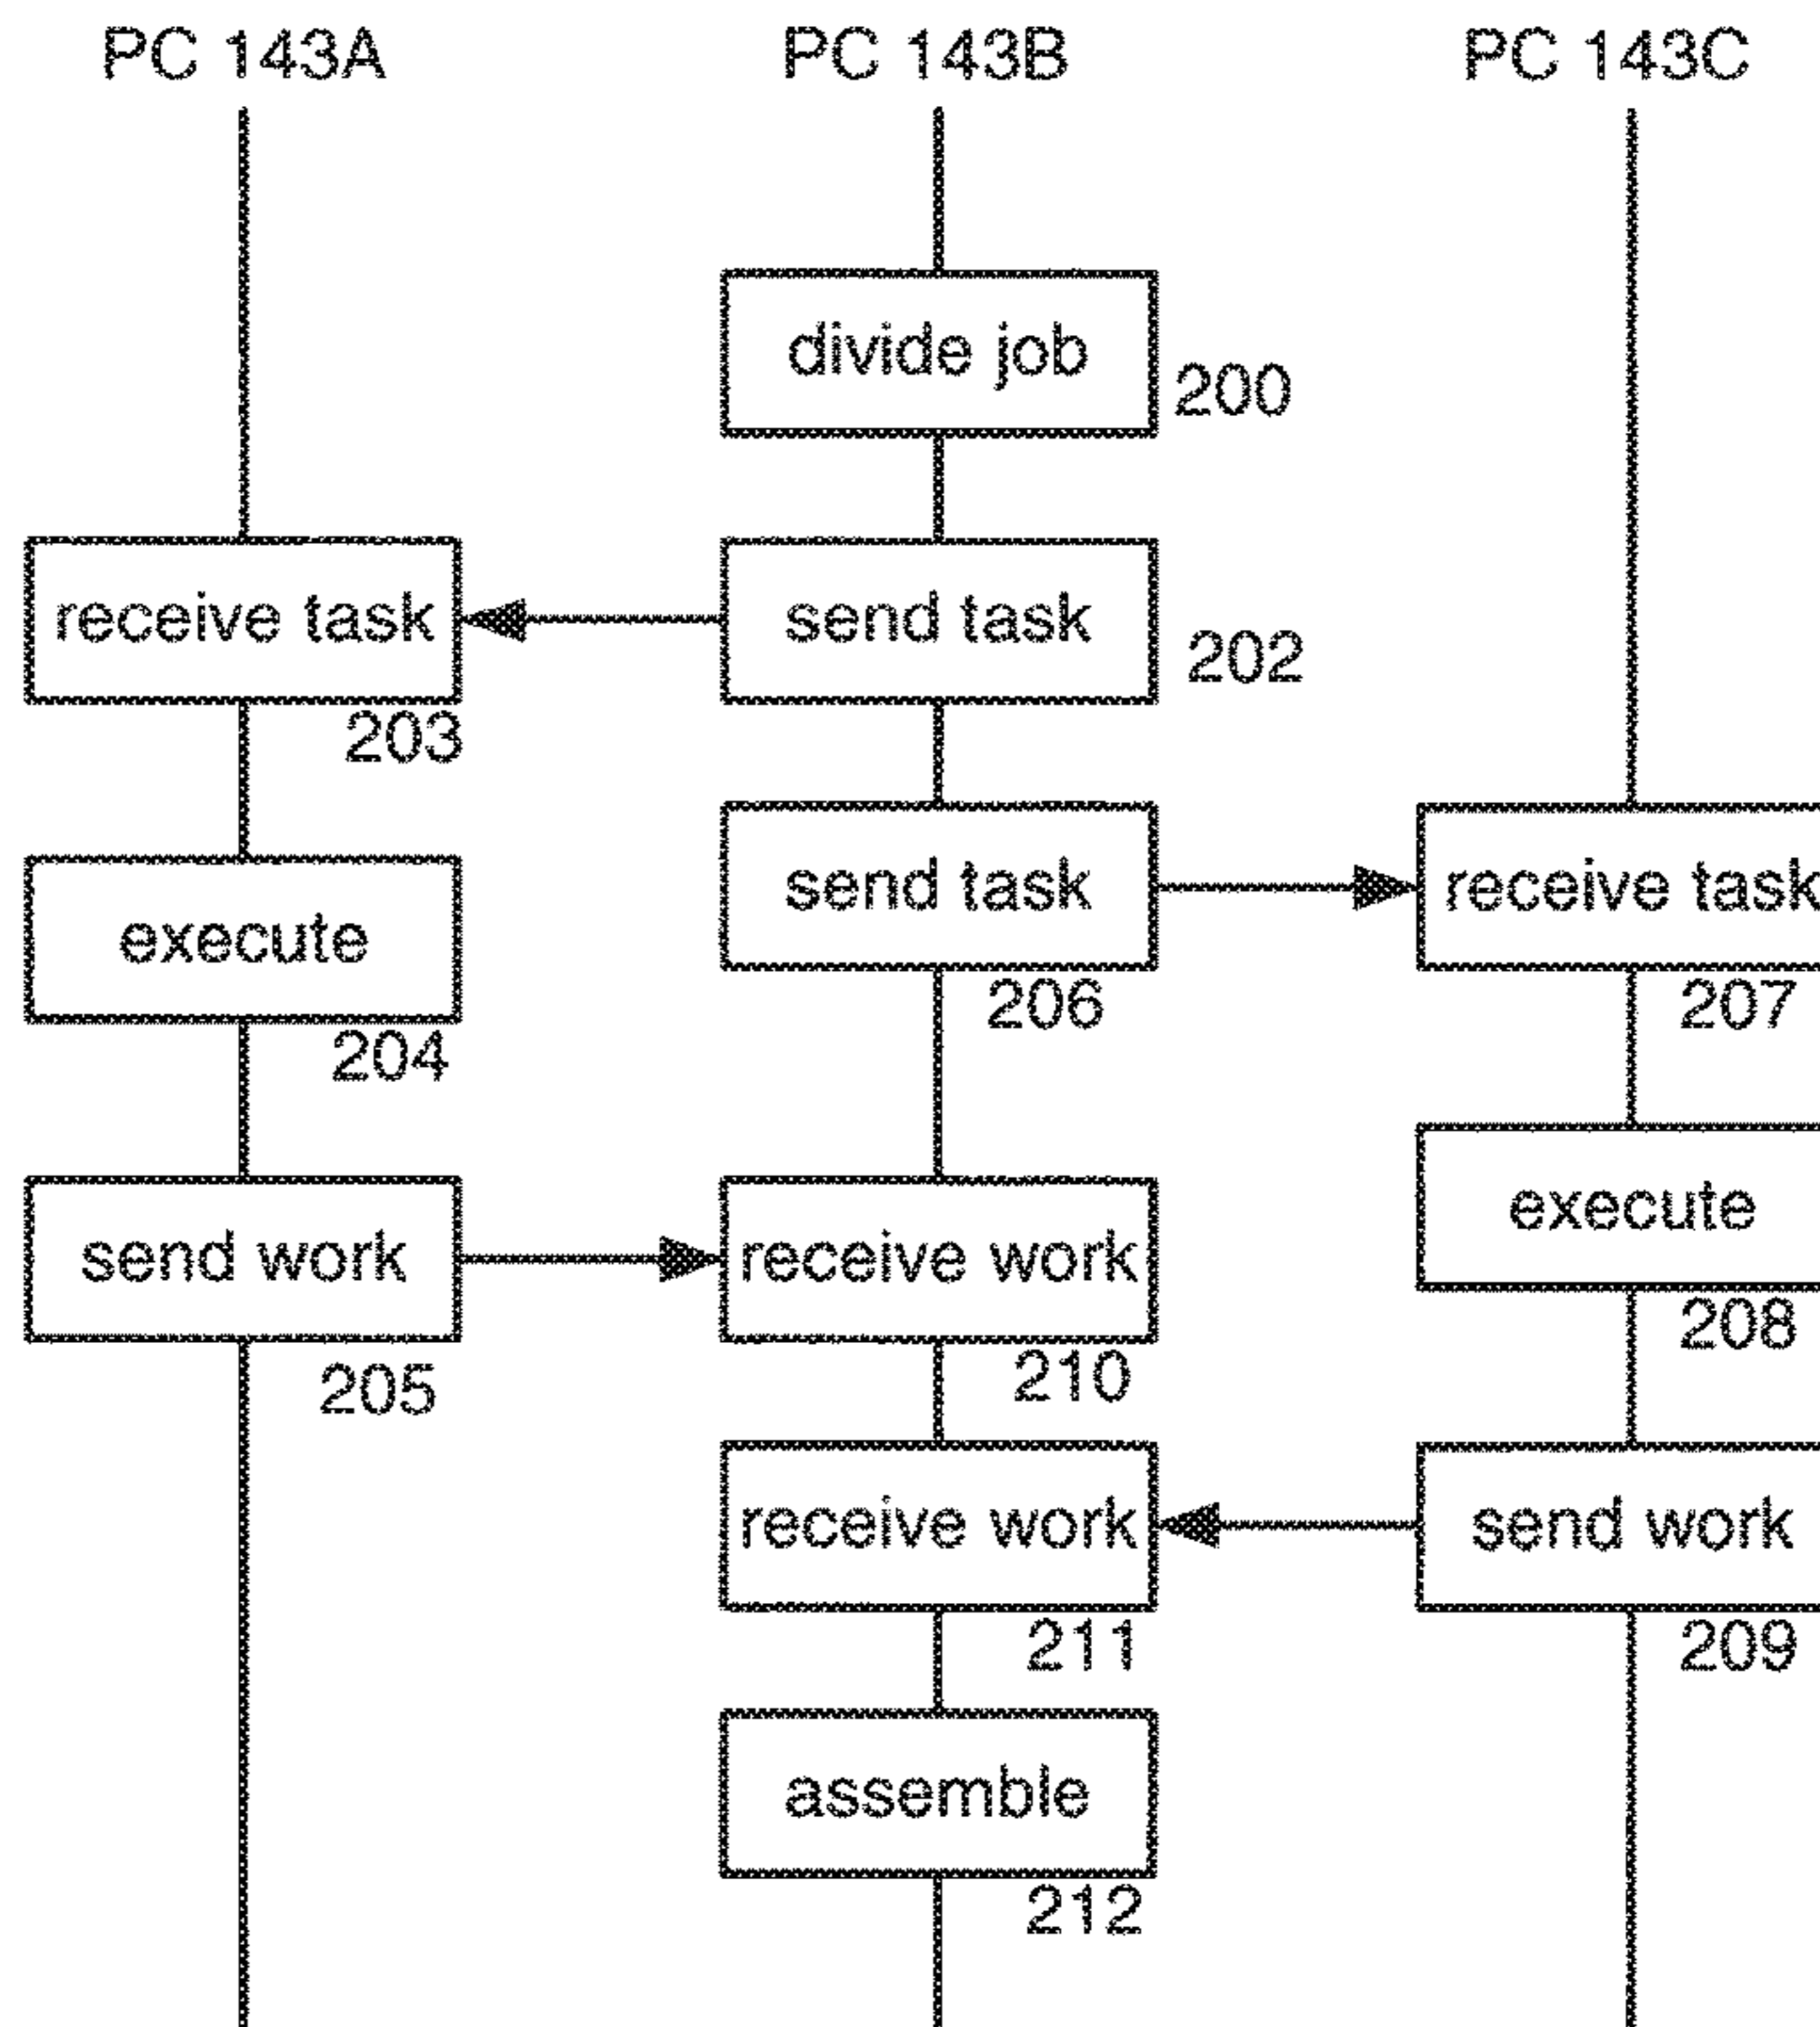 PC 143A PC 143B PC 143C
divide job
200
receive task send task
202
203
send task receive task
execute
206 207
204
execute
send work receive work
208
205 210
receive work send work
211 209
assemble
212